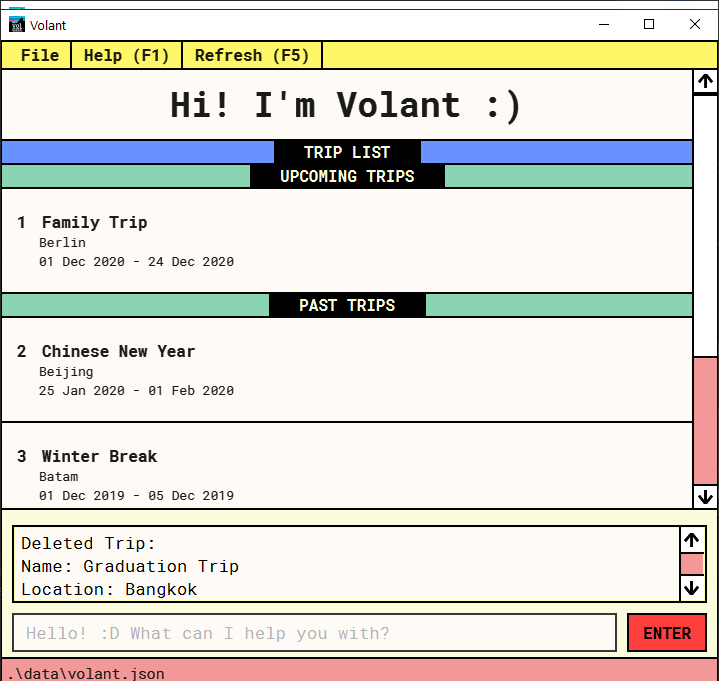 Volant
File Help (F1) Refresh (F5)
Hi! I'm Volant :)
TRIP LIST
UPCOMING TRIPS
1 Family Trip
Berlin
01 Dec 2020 - 24 Dec 2020
PAST TRIPS
2 Chinese New Year
Beijing
25 Jan 2020 - 01 Feb 2020
3 Winter Break
Batam
01 Dec 2019 - 05 Dec 2019
Deleted Trip:
Name: Graduation Trip
Location: Bangkok
Hello! :D What can I help you with? ENTER
.\data\volant.json